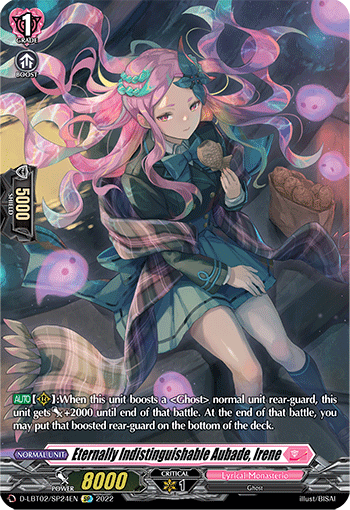 1
GRADE
BOOST
5000
SHIELD
AUTO [R]:When this unit boosts a <Ghost> normal unit rear-guard, this
unit gets +2000 until end of that battle. At the end of that battle, you
may put that boosted rear-guard on the bottom of the deck.
NORMAL UNIT Eternally Indistinguishable Aubade, Irene
POWER 8000 CRITICAL 1 Lyrical Monasterio
Ghost
D-LBT02/SP24EN SP 2022 illust/BISAI